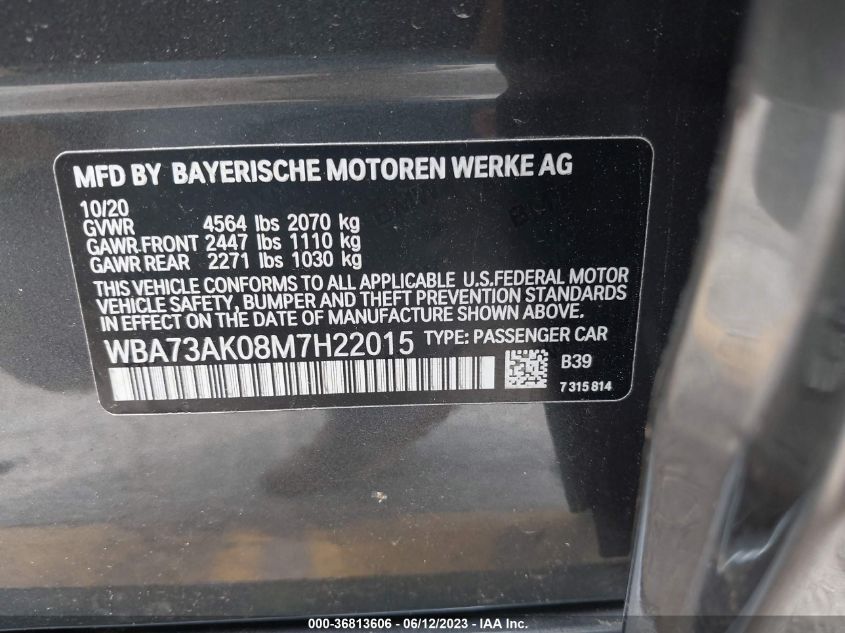 MFD BY BAYERISCHE MOTOREN WERKE AG
10/20
GVWR 4564 lbs 2070 kg
GAWR.FRONT 2447 lbs 1110 kg
GAWR REAR 2271 lbs 1030 kg
THIS VEHICLE CONFORMS TO ALL APPLICABLE U.S.FEDERAL MOTOR
VEHICLE SAFETY, BUMPER AND THEFT PREVENTION STANDARDS
IN EFFECT ON THE DATE OF MANUFACTURE SHOWN ABOVE.
WBA73AK08M7H22015 TYPE: PASSENGER CAR
B39
7 315 814
000-36813606 - 06/12/2023 - IAA Inc.